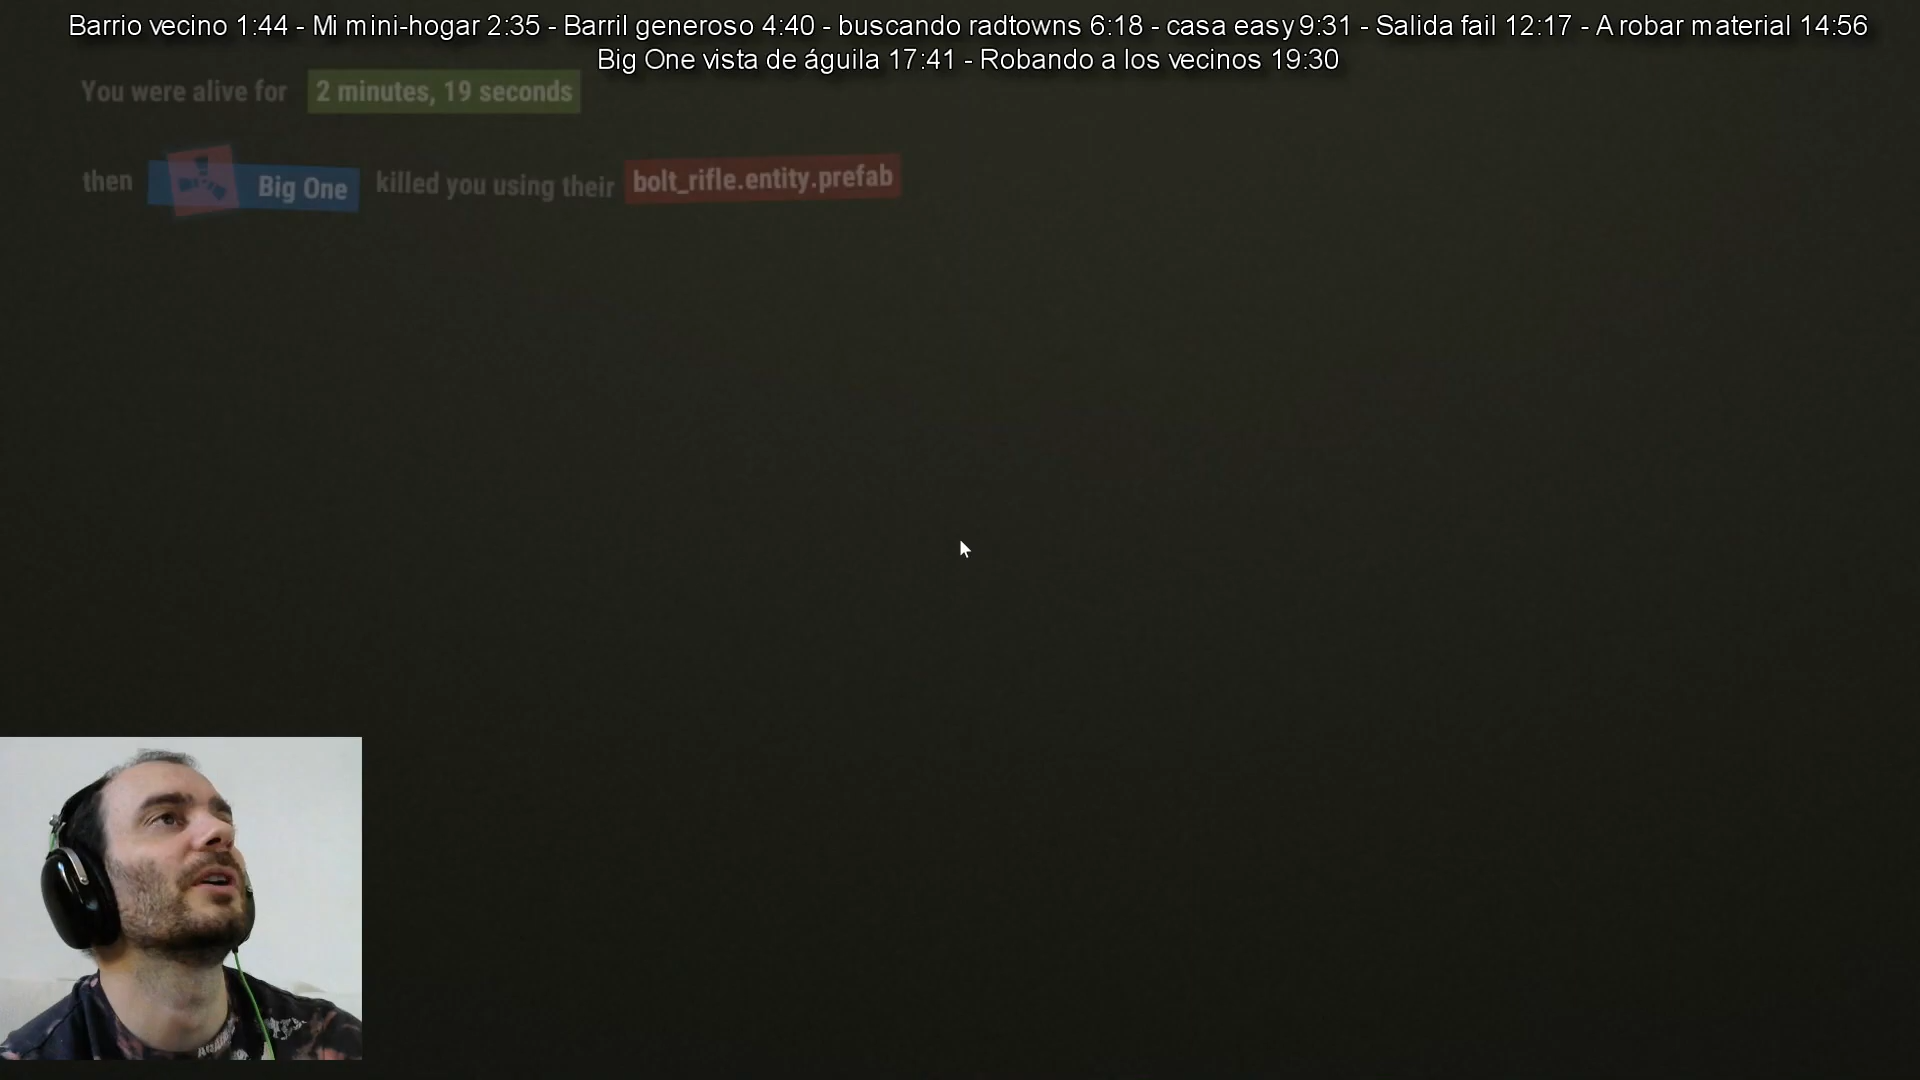 Barrio vecino 1:44 - Mi mini-hogar 2:35 - Barril generoso 4:40 - buscando radtowns 6:18 - casa easy 9:31 - Salida fail 12:17 - A robar material 14:56
Big One vista de águila 17:41 - Robando a los vecinos 19:30
You were alive for 2 minutes, 19 seconds
then Big One killed you using their bolt_rifle.entity.prefab